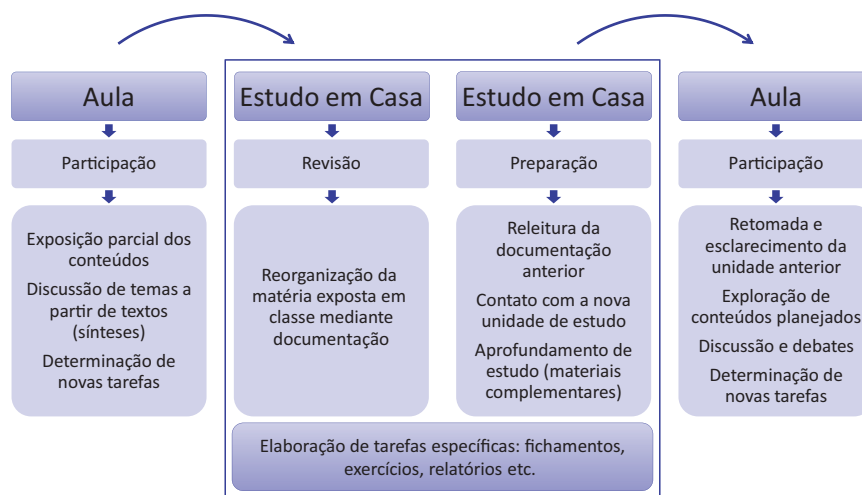 Aula
Participação
Exposição parcial dos
conteúdos
Discussão de temas a
partir de textos
(sínteses)
Determinação de
novas tarefas
Estudo em Casa
Revisão
Reorganização da
matéria exposta em
classe mediante
documentação
Estudo em Casa
Preparação
Releitura da
documentação
anterior
Contato com a nova
unidade de estudo
Aprofundamento de
estudo (materiais
complementares)
Elaboração de tarefas específicas: fichamentos,
exercícios, relatórios etc.
Aula
Participação
Retomada e
esclarecimento da
unidade anterior
Exploração de
conteúdos planejados
Discussão e debates
Determinação de
novas tarefas